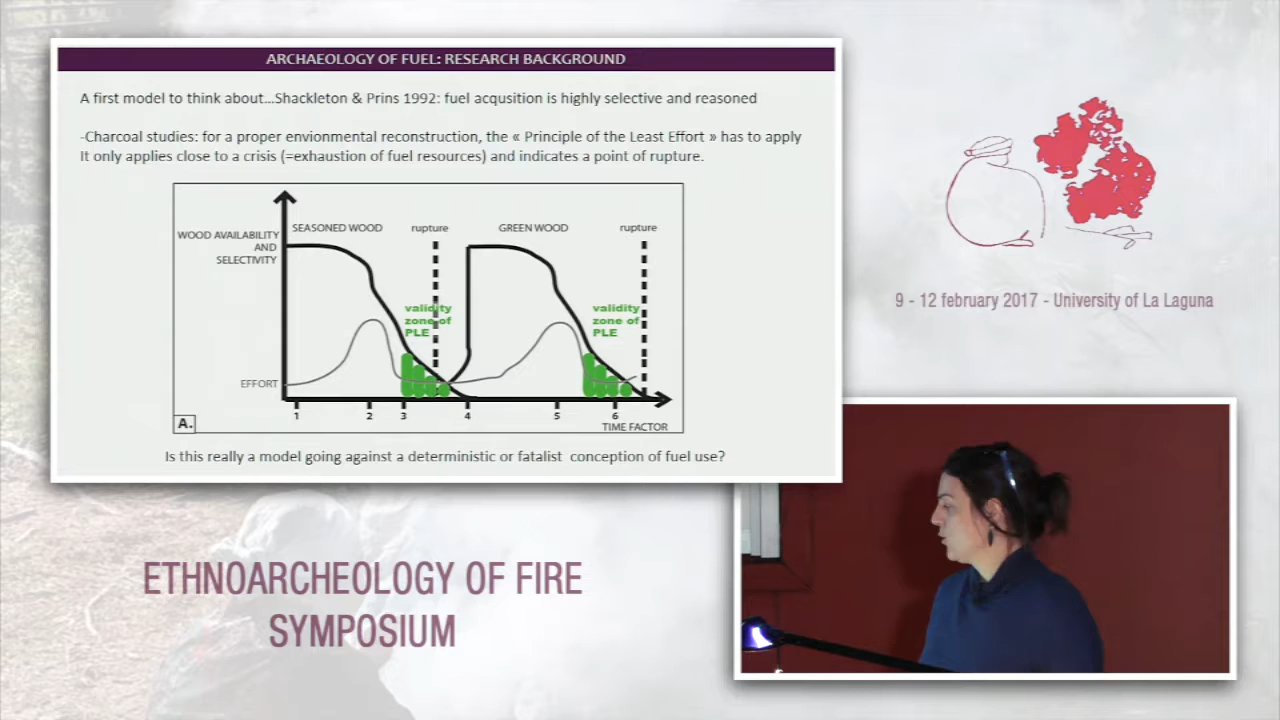 ARCHAEOLOGY OF FUEL: RESEARCH BACKGROUND
A first model to think about...Shackleton & Prins 1992: fuel acqusition is highly selective and reasoned
-Charcoal studies: for a proper envionmental reconstruction, the « Principle of the Least Effort » has to apply
It only applies close to a crisis (=exhaustion of fuel resources) and indicates a point of rupture.
WOOD AVAILABILITY
AND
SELECTIVITY
SEASONED WOOD
rupture
GREEN WOOD
rupture
validity
zone of
PLE
validity
zone of
PLE
EFFORT
1 2 3 4 5 6
TIME FACTOR
A.
Is this really a model going against a deterministic or fatalist conception of fuel use?
9 - 12 february 2017 - University of La Laguna
ETHNOARCHEOLOGY OF FIRE
SYMPOSIUM